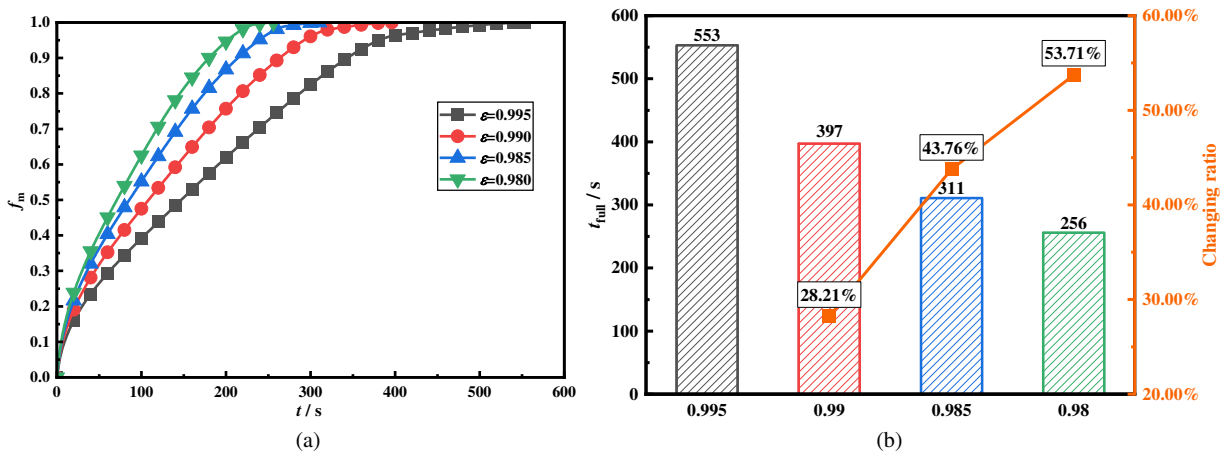 1.0
0.9
0.8
0.7
0.6
0.5
0.4
0.3
0.2
0.1
0.0
fm
0 100 200 300 400 500 600
t / s
ε=0.995
ε=0.990
ε=0.985
ε=0.980
(a)
600
500
400
300
200
100
0
tfull / s
553
397
311
256
28.21%
43.76%
53.71%
0.995 0.99 0.985 0.98
60.00%
50.00%
40.00%
30.00%
20.00%
Changing ratio
(b)